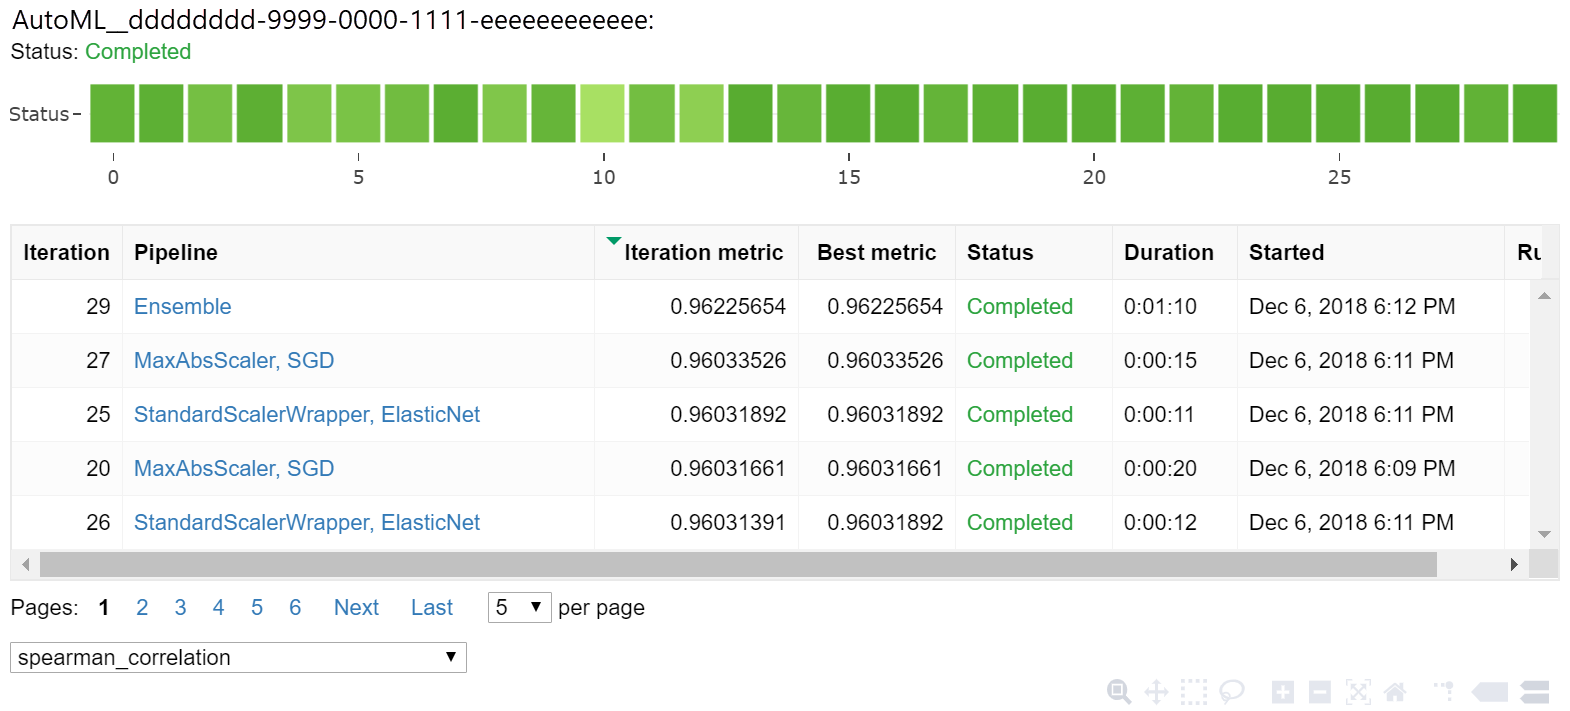 AutoML_dddddddd-9999-0000-1111-eeeeeeeeeeee:
Status: Completed
Status
0 5 10 15 20 25
Iteration Pipeline Iteration metric Best metric Status Duration Started Ru
29 Ensemble 0.96225654 0.96225654 Completed 0:01:10 Dec 6, 2018 6:12 PM
27 MaxAbsScaler, SGD 0.96033526 0.96033526 Completed 0:00:15 Dec 6, 2018 6:11 PM
25 StandardScalerWrapper, ElasticNet 0.96031892 0.96031892 Completed 0:00:11 Dec 6, 2018 6:11 PM
20 MaxAbsScaler, SGD 0.96031661 0.96031661 Completed 0:00:20 Dec 6, 2018 6:09 PM
26 StandardScalerWrapper, ElasticNet 0.96031391 0.96031892 Completed 0:00:12 Dec 6, 2018 6:11 PM
Pages: 1 2 3 4 5 6 Next Last 5 per page
spearman_correlation